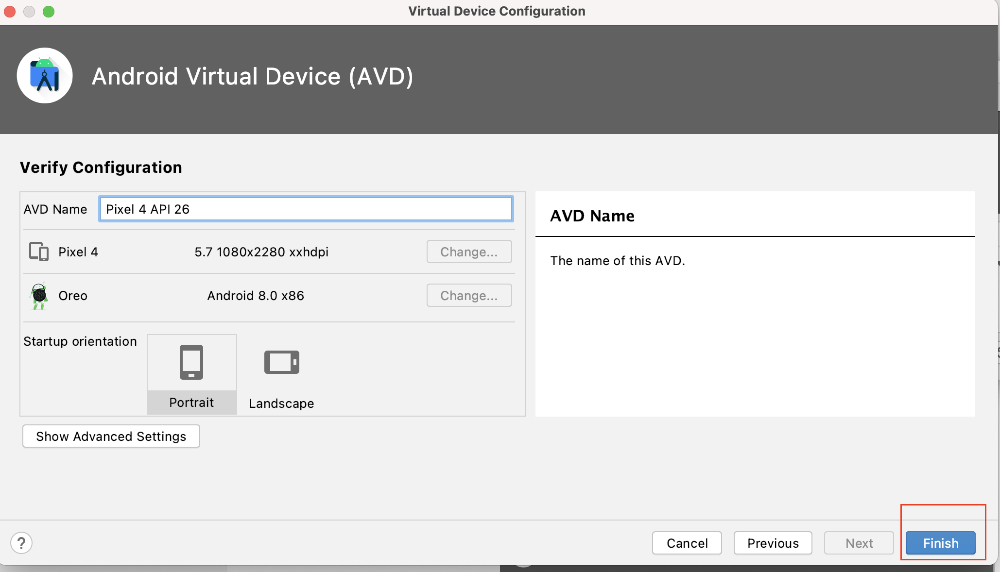 Virtual Device Configuration
Android Virtual Device (AVD)
Verify Configuration
AVD Name Pixel 4 API 26
Pixel 4 5.7 1080x2280 xxhdpi Change...
Oreo Android 8.0 x86 Change...
Startup orientation
Portrait Landscape
Show Advanced Settings
AVD Name
The name of this AVD.
? Cancel Previous Next Finish